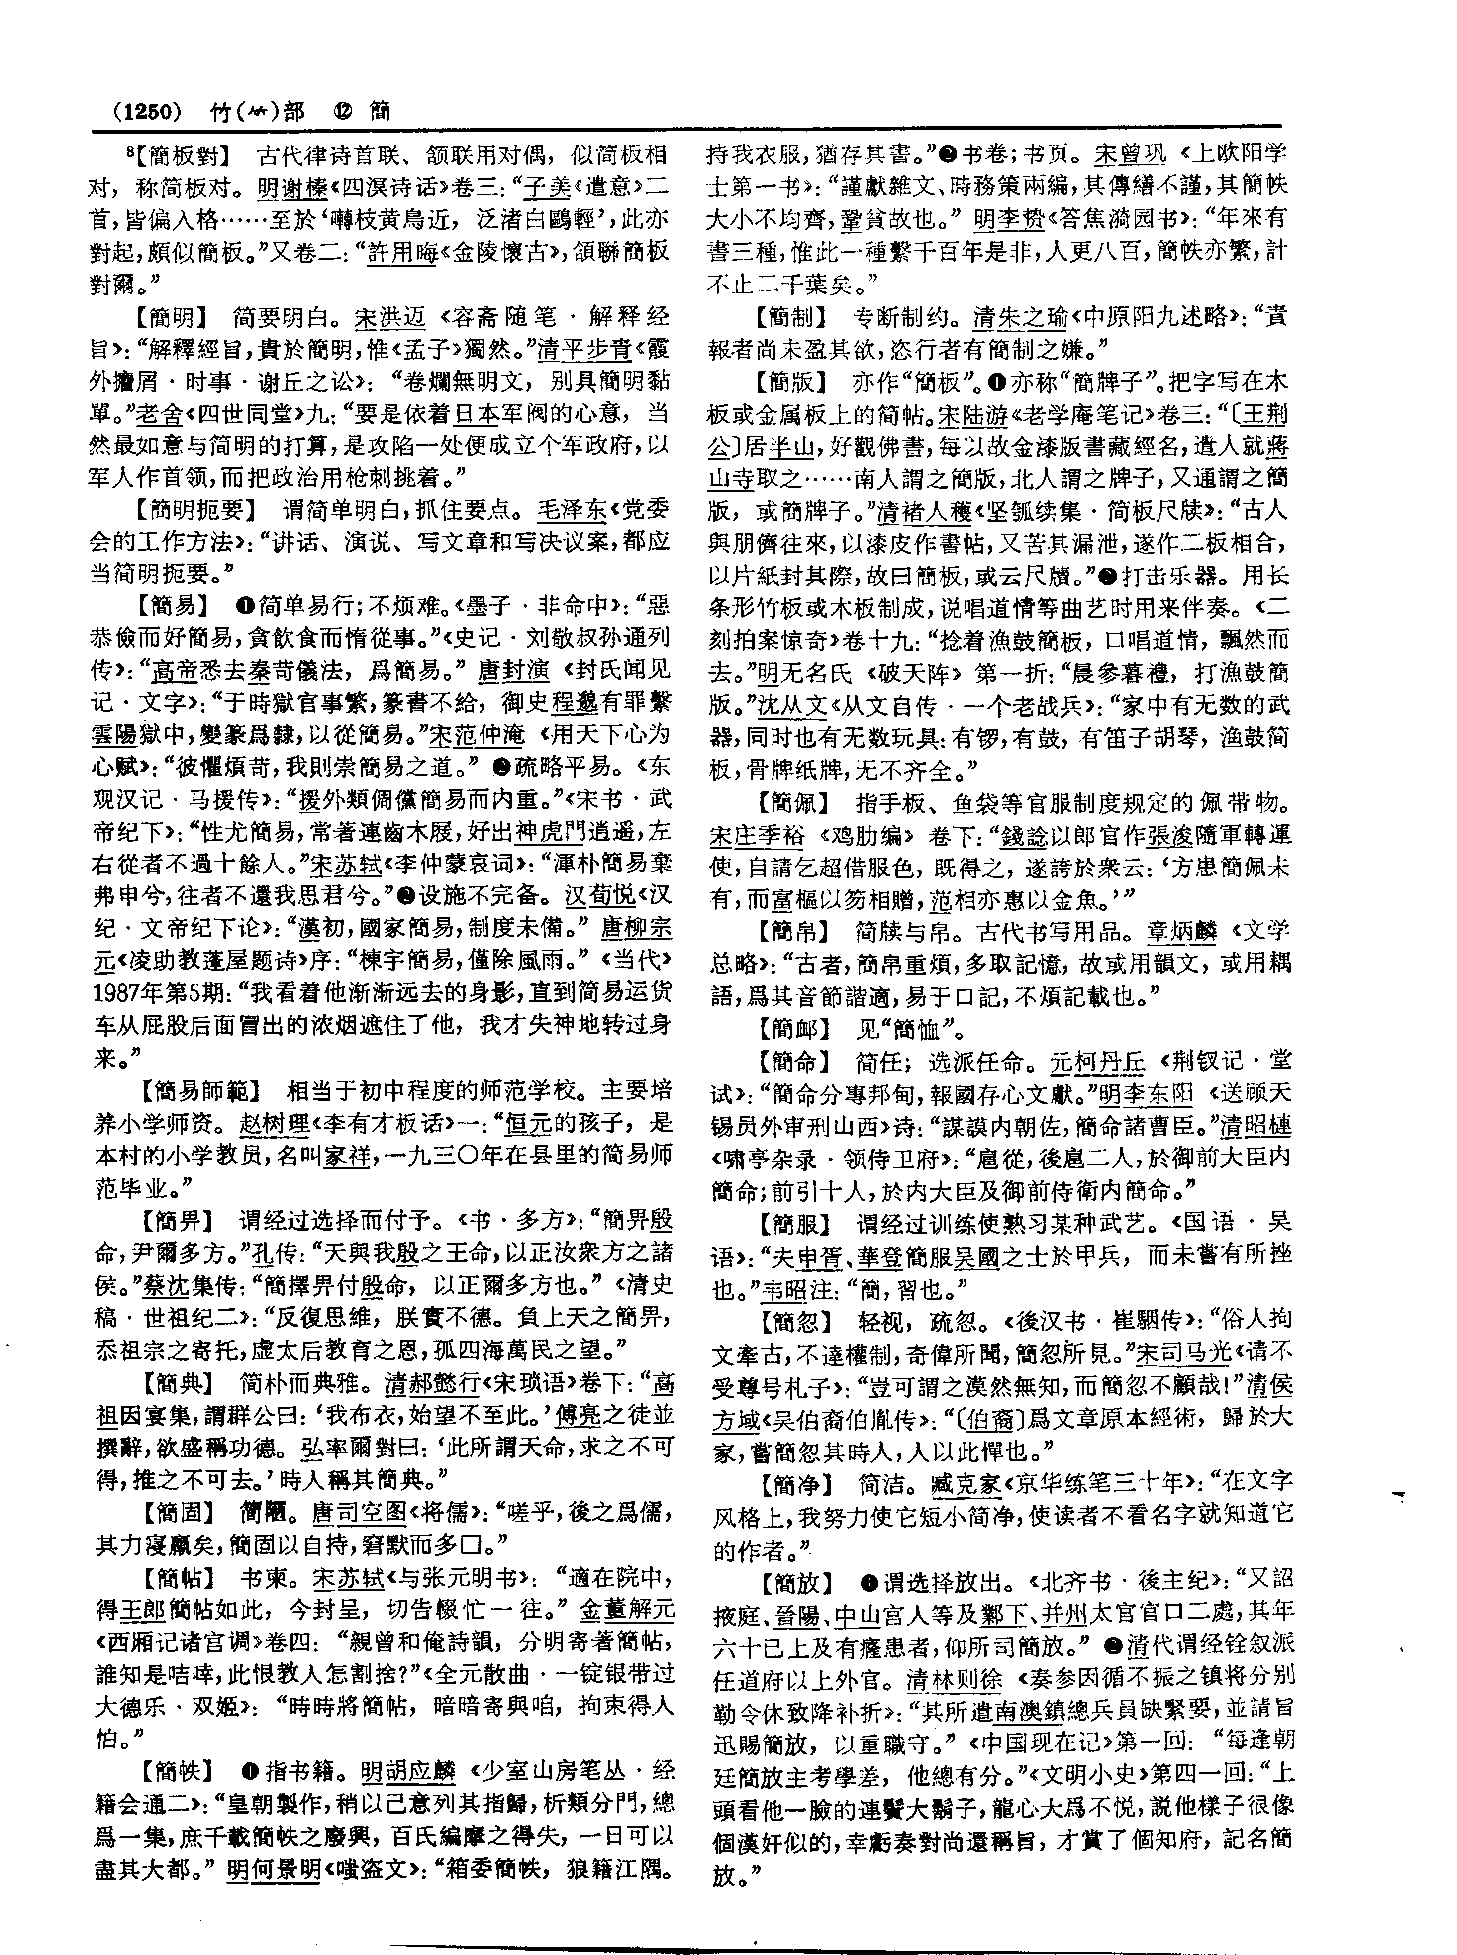 (1250) 竹(⺮)部 ⑫ 簡
⁸【簡板對】 古代律诗首联、颔联用对偶，似简板相
对，称简板对。明谢榛《四溟诗话》卷三：“子美《遣意》二
首，皆偏入格……至於‘囀枝黄鳥近，泛渚白鷗輕’，此亦
對起，頗似簡板。”又卷二：“許用晦《金陵懷古》，頷聯簡板
對爾。”
【簡明】 简要明白。宋洪迈《容斋随笔·解释经
旨》：“解釋經旨，貴於簡明，惟《孟子》獨然。”清平步青《霞
外攟屑·时事·谢丘之讼》：“卷爛無明文，别具簡明黏
單。”老舍《四世同堂》九：“要是依着日本军阀的心意，当
然最如意与简明的打算，是攻陷一处便成立个军政府，以
军人作首领，而把政治用枪刺挑着。”
【簡明扼要】 谓简单明白，抓住要点。毛泽东《党委
会的工作方法》：“讲话、演说、写文章和写决议案，都应
当简明扼要。”
【簡易】 ❶简单易行；不烦难。《墨子·非命中》：“惡
恭儉而好簡易，貪飲食而惰從事。”《史记·刘敬叔孙通列
传》：“高帝悉去秦苛儀法，爲簡易。”唐封演《封氏闻见
记·文字》：“于時獄官事繁，篆書不給，御史程邈有罪繫
雲陽獄中，變篆爲隸，以從簡易。”宋范仲淹《用天下心为
心赋》：“彼懼煩苛，我則崇簡易之道。”❷疏略平易。《东
观汉记·马援传》：“援外類倜儻簡易而内重。”《宋书·武
帝纪下》：“性尤簡易，常著連齒木屐，好出神虎門逍遥，左
右從者不過十餘人。”宋苏轼《李仲蒙哀词》：“渾朴簡易棄
弗申兮，往者不還我思君兮。”❸设施不完备。汉荀悦《汉
纪·文帝纪下论》：“漢初，國家簡易，制度未備。”唐柳宗
元《凌助教蓬屋题诗》序：“棟宇簡易，僅除風雨。”《当代》
1987年第5期：“我看着他渐渐远去的身影，直到简易运货
车从屁股后面冒出的浓烟遮住了他，我才失神地转过身
来。”
【簡易師範】 相当于初中程度的师范学校。主要培
养小学师资。赵树理《李有才板话》一：“恒元的孩子，是
本村的小学教员，名叫家祥，一九三〇年在县里的简易师
范毕业。”
【簡畀】 谓经过选择而付予。《书·多方》：“簡畀殷
命，尹爾多方。”孔传：“天與我殷之王命，以正汝衆方之諸
侯。”蔡沈集传：“簡擇畀付殷命，以正爾多方也。”《清史
稿·世祖纪二》：“反復思維，朕實不德。負上天之簡畀，
忝祖宗之寄托，虚太后教育之恩，孤四海萬民之望。”
【簡典】 简朴而典雅。清郝懿行《宋琐语》卷下：“高
祖因宴集，謂群公曰：‘我布衣，始望不至此。’傅亮之徒並
撰辭，欲盛稱功德。弘率爾對曰：‘此所謂天命，求之不可
得，推之不可去。’時人稱其簡典。”
【簡固】 简陋。唐司空图《将儒》：“嗟乎，後之爲儒，
其力寖羸矣，簡固以自持，窘默而多囗。”
【簡帖】 书柬。宋苏轼《与张元明书》：“適在院中，
得王郎簡帖如此，今封呈，切告輟忙一往。”金董解元
《西厢记诸宫调》卷四：“親曾和俺詩韻，分明寄著簡帖，
誰知是咭㖸，此恨教人怎割捨？”《全元散曲·一锭银带过
大德乐·双姬》：“時時將簡帖，暗暗寄與咱，拘束得人
怕。”
【簡帙】 ❶指书籍。明胡应麟《少室山房笔丛·经
籍会通二》：“皇朝製作，稍以己意列其指歸，析類分門，總
爲一集，庶千載簡帙之廢興，百氏編摩之得失，一日可以
盡其大都。”明何景明《嗤盗文》：“箱委簡帙，狼籍江隅。
持我衣服，猶存其書。”❷书卷；书页。宋曾巩《上欧阳学
士第一书》：“謹獻雜文、時務策兩編，其傳繕不謹，其簡帙
大小不均齊，鞏貧故也。”明李贽《答焦漪园书》：“年來有
書三種，惟此一種繫千百年是非，人更八百，簡帙亦繁，計
不止二千葉矣。”
【簡制】 专断制约。清朱之瑜《中原阳九述略》：“責
報者尚未盈其欲，恣行者有簡制之嫌。”
【簡版】 亦作“簡板”。❶亦称“簡牌子”。把字写在木
板或金属板上的简帖。宋陆游《老学庵笔记》卷三：“〔王荆
公〕居半山，好觀佛書，每以故金漆版書藏經名，遣人就蔣
山寺取之……南人謂之簡版，北人謂之牌子，又通謂之簡
版，或簡牌子。”清褚人穫《坚瓠续集·简板尺牍》：“古人
與朋儕往來，以漆皮作書帖，又苦其漏泄，遂作二板相合，
以片紙封其際，故曰簡板，或云尺牘。”❷打击乐器。用长
条形竹板或木板制成，说唱道情等曲艺时用来伴奏。《二
刻拍案惊奇》卷十九：“捻着漁鼓簡板，口唱道情，飄然而
去。”明无名氏《破天阵》第一折：“晨參暮禮，打漁鼓簡
版。”沈从文《从文自传·一个老战兵》：“家中有无数的武
器，同时也有无数玩具：有锣，有鼓，有笛子胡琴，渔鼓简
板，骨牌纸牌，无不齐全。”
【簡佩】 指手板、鱼袋等官服制度规定的佩带物。
宋庄季裕《鸡肋编》卷下：“錢諗以郎官作張浚隨軍轉運
使，自請乞超借服色，既得之，遂誇於衆云：‘方患簡佩未
有，而富樞以笏相贈，范相亦惠以金魚。’”
【簡帛】 简牍与帛。古代书写用品。章炳麟《文学
总略》：“古者，簡帛重煩，多取記憶，故或用韻文，或用耦
語，爲其音節諧適，易于口記，不煩記載也。”
【簡卹】 见“簡恤”。
【簡命】 简任；选派任命。元柯丹丘《荆钗记·堂
试》：“簡命分專邦甸，報國存心文獻。”明李东阳《送顾天
锡员外审刑山西》诗：“謀謨内朝佐，簡命諸曹臣。”清昭槤
《啸亭杂录·领侍卫府》：“扈從，後扈二人，於御前大臣内
簡命；前引十人，於内大臣及御前侍衛内簡命。”
【簡服】 谓经过训练使熟习某种武艺。《国语·吴
语》：“夫申胥、華登簡服吴國之士於甲兵，而未嘗有所挫
也。”韦昭注：“簡，習也。”
【簡忽】 轻视，疏忽。《後汉书·崔駰传》：“俗人拘
文牽古，不達權制，奇偉所聞，簡忽所見。”宋司马光《请不
受尊号札子》：“豈可謂之漠然無知，而簡忽不顧哉！”清侯
方域《吴伯裔伯胤传》：“〔伯裔〕爲文章原本經術，歸於大
家，嘗簡忽其時人，人以此憚也。”
【簡净】 简洁。臧克家《京华练笔三十年》：“在文字
风格上，我努力使它短小简净，使读者不看名字就知道它
的作者。”
【簡放】 ❶谓选择放出。《北齐书·後主纪》：“又詔
掖庭、晉陽、中山宫人等及鄴下、并州太官官口二處，其年
六十已上及有癃患者，仰所司簡放。”❷清代谓经铨叙派
任道府以上外官。清林则徐《奏参因循不振之镇将分别
勒令休致降补折》：“其所遺南澳鎮總兵員缺緊要，並請旨
迅賜簡放，以重職守。”《中国现在记》第一回：“每逢朝
廷簡放主考學差，他總有分。”《文明小史》第四一回：“上
頭看他一臉的連鬢大鬍子，龍心大爲不悦，説他樣子很像
個漢奸似的，幸虧奏對尚還稱旨，才賞了個知府，記名簡
放。”